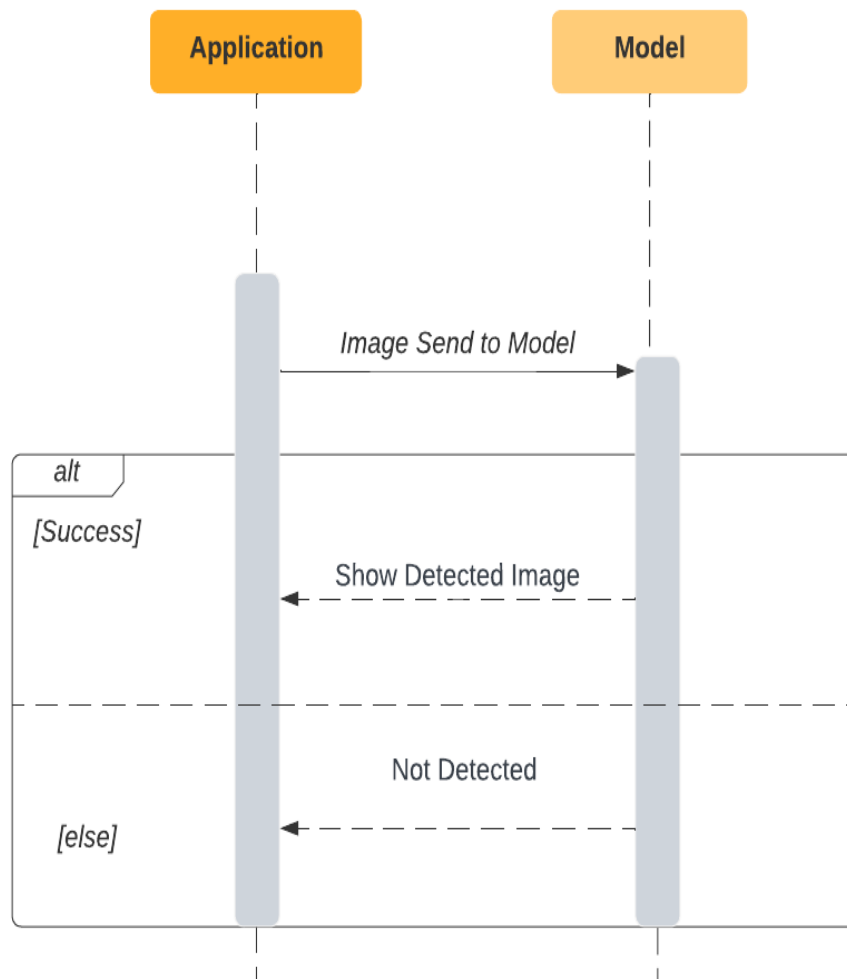 Application
Model
Image Send to Model
alt
[Success]
Show Detected Image
Not Detected
[else]